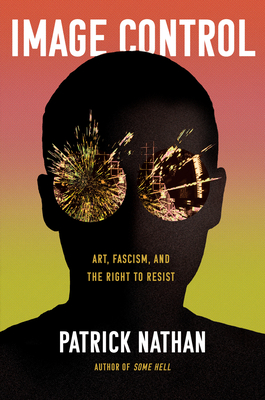 IMAGE CONTROL
ART, FASCISM, AND
THE RIGHT TO RESIST
PATRICK NATHAN
AUTHOR OF SOME HELL